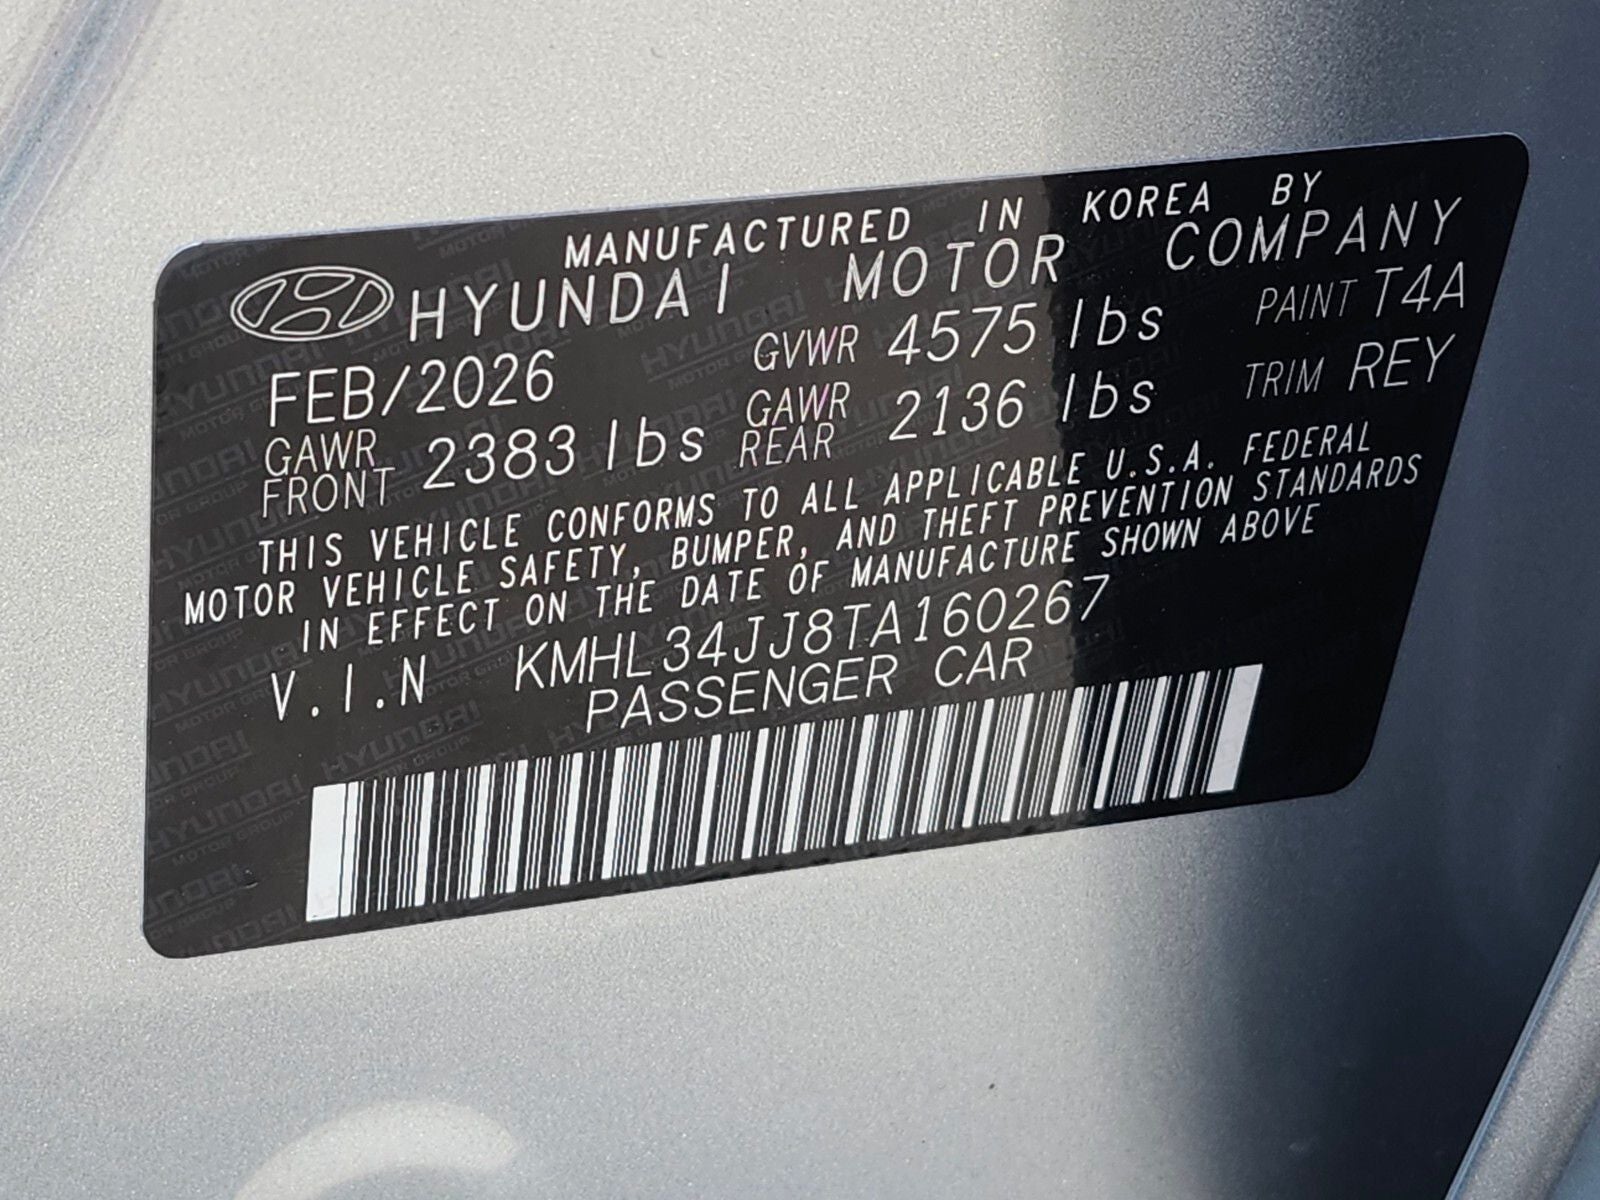 MANUFACTURED IN KOREA BY
HYUNDAI MOTOR COMPANY
FEB/2026 GVWR 4575 lbs PAINT T4A
GAWR FRONT 2383 lbs GAWR REAR 2136 lbs TRIM REY
THIS VEHICLE CONFORMS TO ALL APPLICABLE U.S.A. FEDERAL
MOTOR VEHICLE SAFETY, BUMPER, AND THEFT PREVENTION STANDARDS
IN EFFECT ON THE DATE OF MANUFACTURE SHOWN ABOVE
V.I.N KMHL34JJ8TA160267
PASSENGER CAR